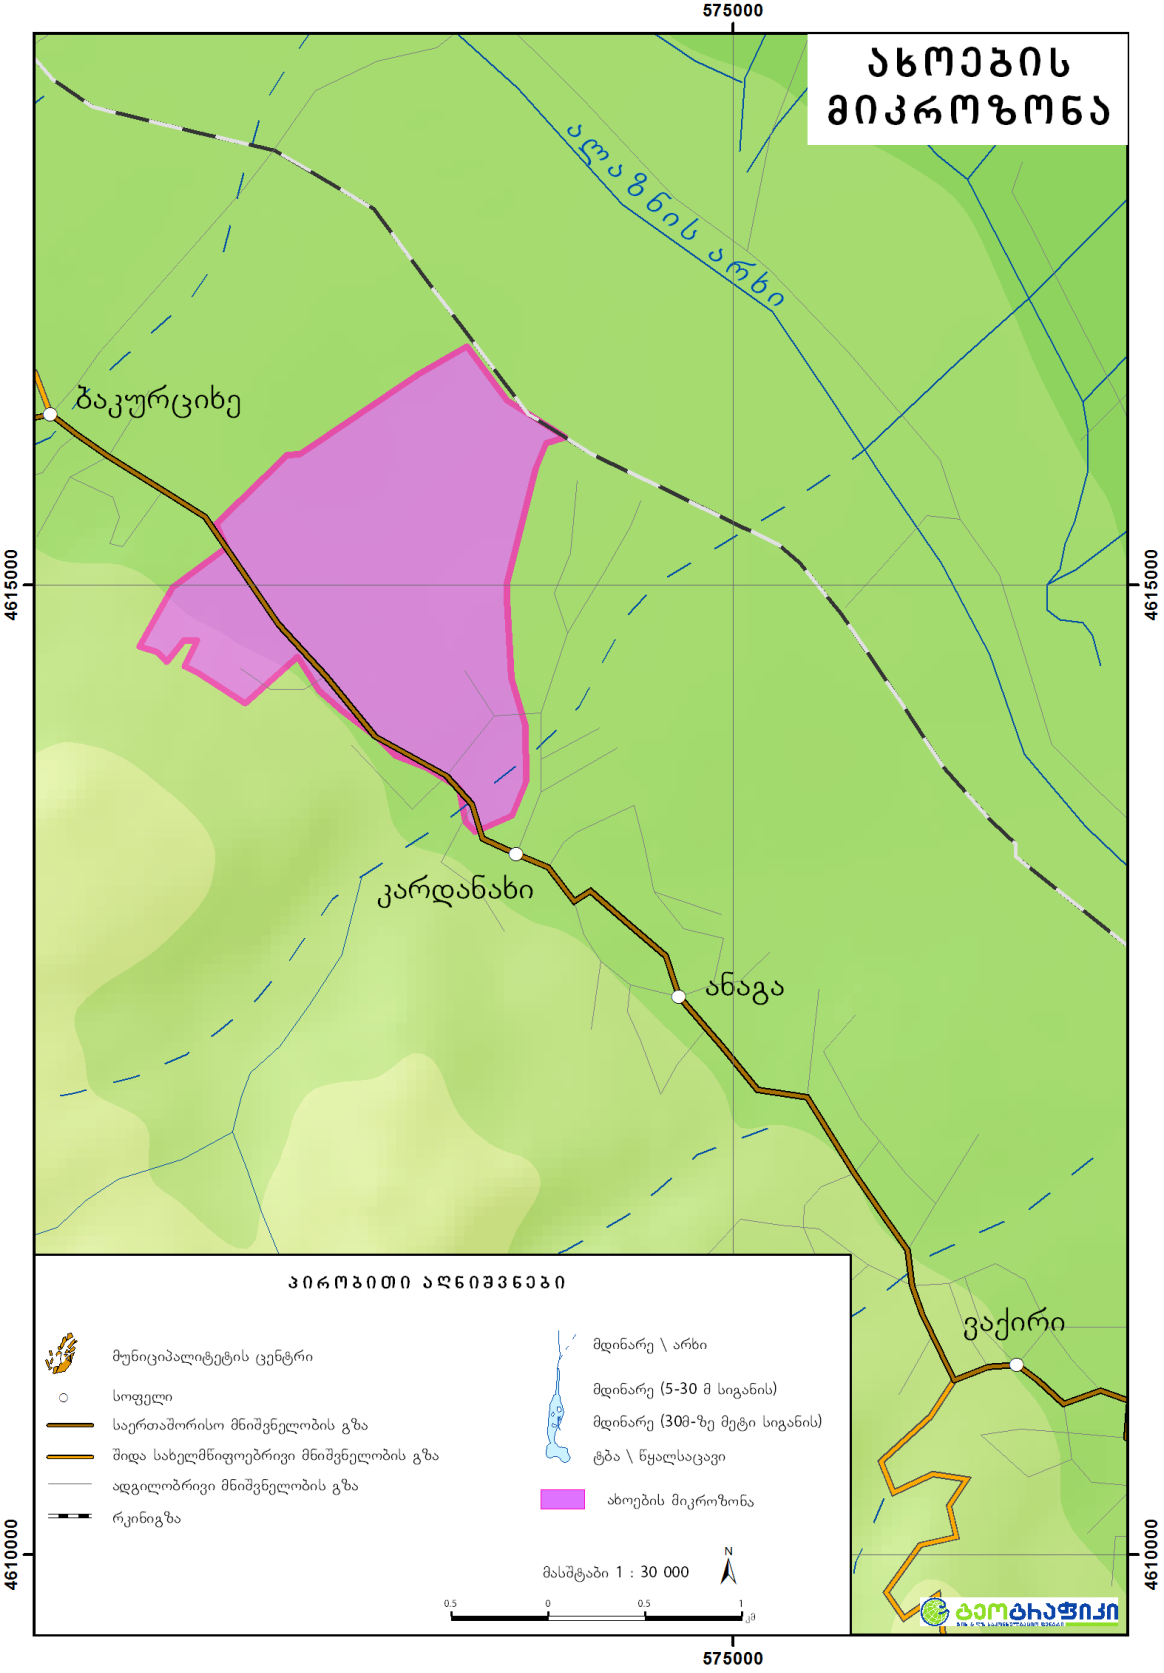 575000
ახოების
მიკროზონა
ალაზნის არხი
ბაკურციხე
4615000
4615000
კარდანახი
ანაგა
ვაქირი
პირობითი აღნიშვნები
მუნიციპალიტეტის ცენტრი
სოფელი
საერთაშორისო მნიშვნელობის გზა
შიდა სახელმწიფოებრივი მნიშვნელობის გზა
ადგილობრივი მნიშვნელობის გზა
რკინიგზა
მდინარე \ არხი
მდინარე (5-30 მ სიგანის)
მდინარე (30მ-ზე მეტი სიგანის)
ტბა \ წყალსაცავი
ახოების მიკროზონა
მასშტაბი 1 : 30 000
N
0.5 0 0.5 1
კმ
4610000
4610000
გეოგრაფიკი
575000